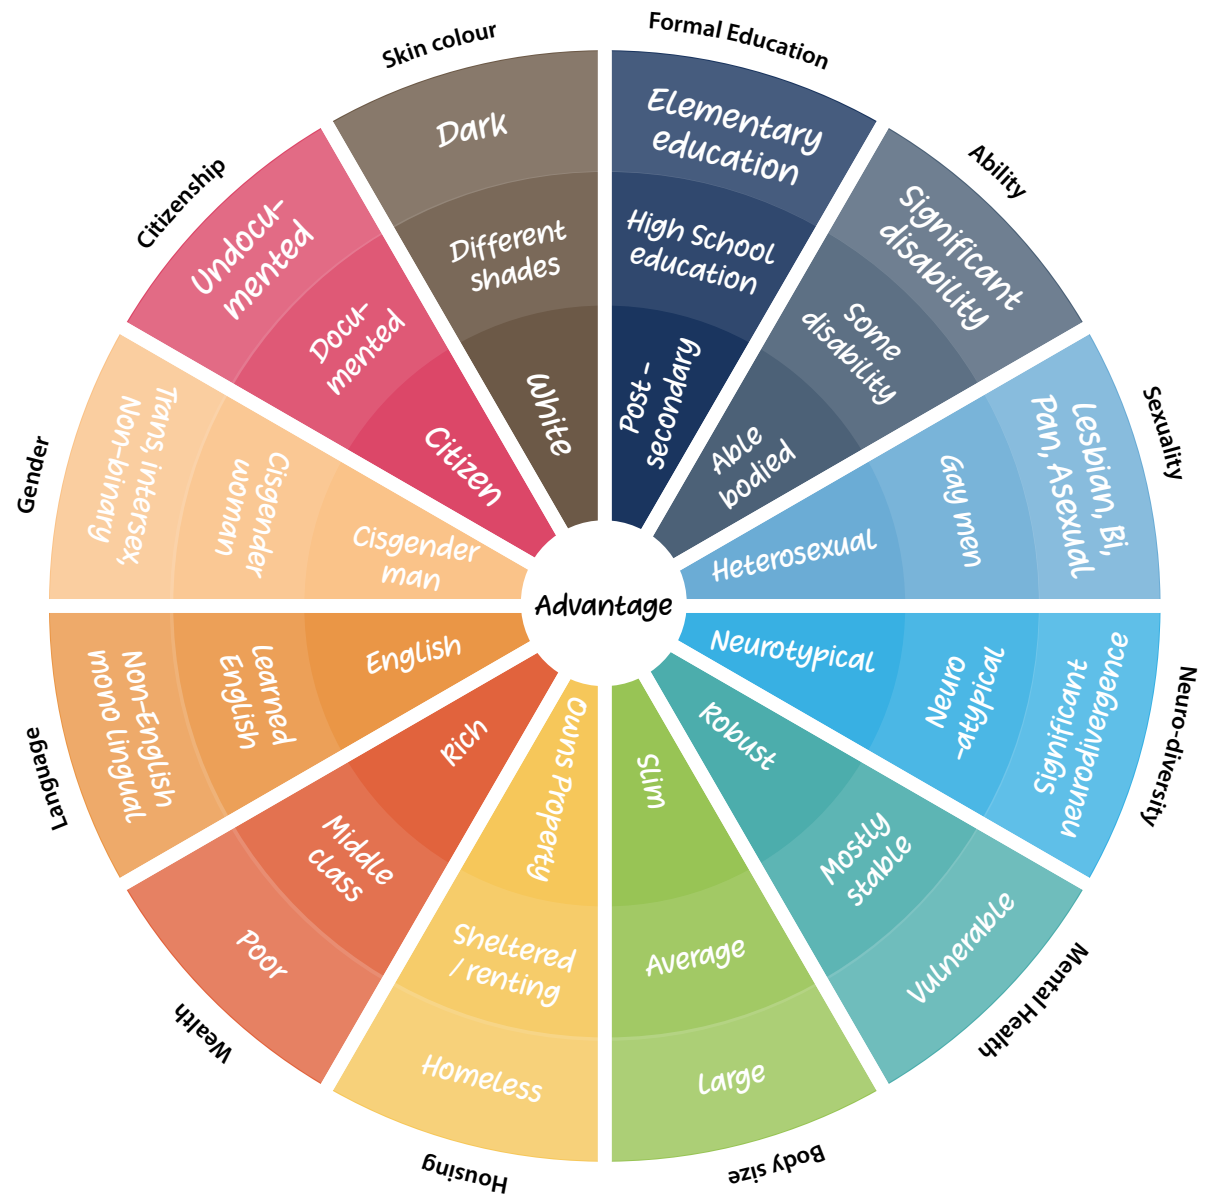 Formal Education
Elementary
education
High School
education
Post-
secondary
Ability
Significant
disability
Some
disability
Able
bodied
Sexuality
Lesbian, Bi,
Pan, Asexual
Gay men
Heterosexual
Neuro-diversity
Significant
neurodivergence
Neuro
-atypical
Neurotypical
Mental Health
Vulnerable
Mostly
stable
Robust
Body size
Large
Average
Slim
Housing
Homeless
Sheltered
/renting
Owns Property
Wealth
Poor
Middle
class
Rich
Language
Non-English
mono lingual
Learned
English
English
Gender
Trans, intersex,
Non-binary
Cisgender
woman
Cisgender
man
Citizenship
Undocu-
mented
Docu-
mented
Citizen
Skin colour
Dark
Different
shades
White
Advantage